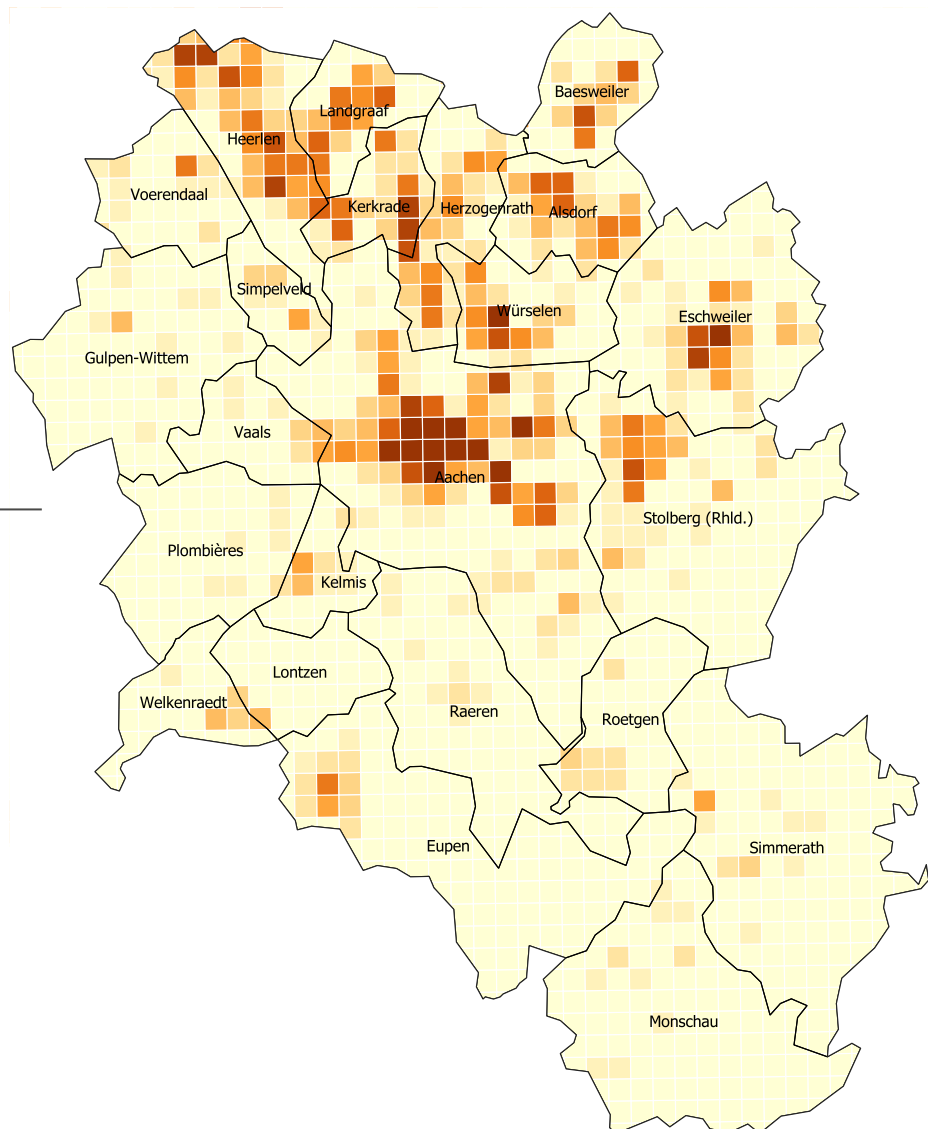 Baesweiler
Landgraaf
Heerlen
Voerendaal
Kerkrade
Herzogenrath
Alsdorf
Simpelveld
Würselen
Eschweiler
Gulpen-Wittem
Vaals
Aachen
Stolberg (Rhld.)
Plombières
Kelmis
Lontzen
Welkenraedt
Raeren
Roetgen
Eupen
Simmerath
Monschau